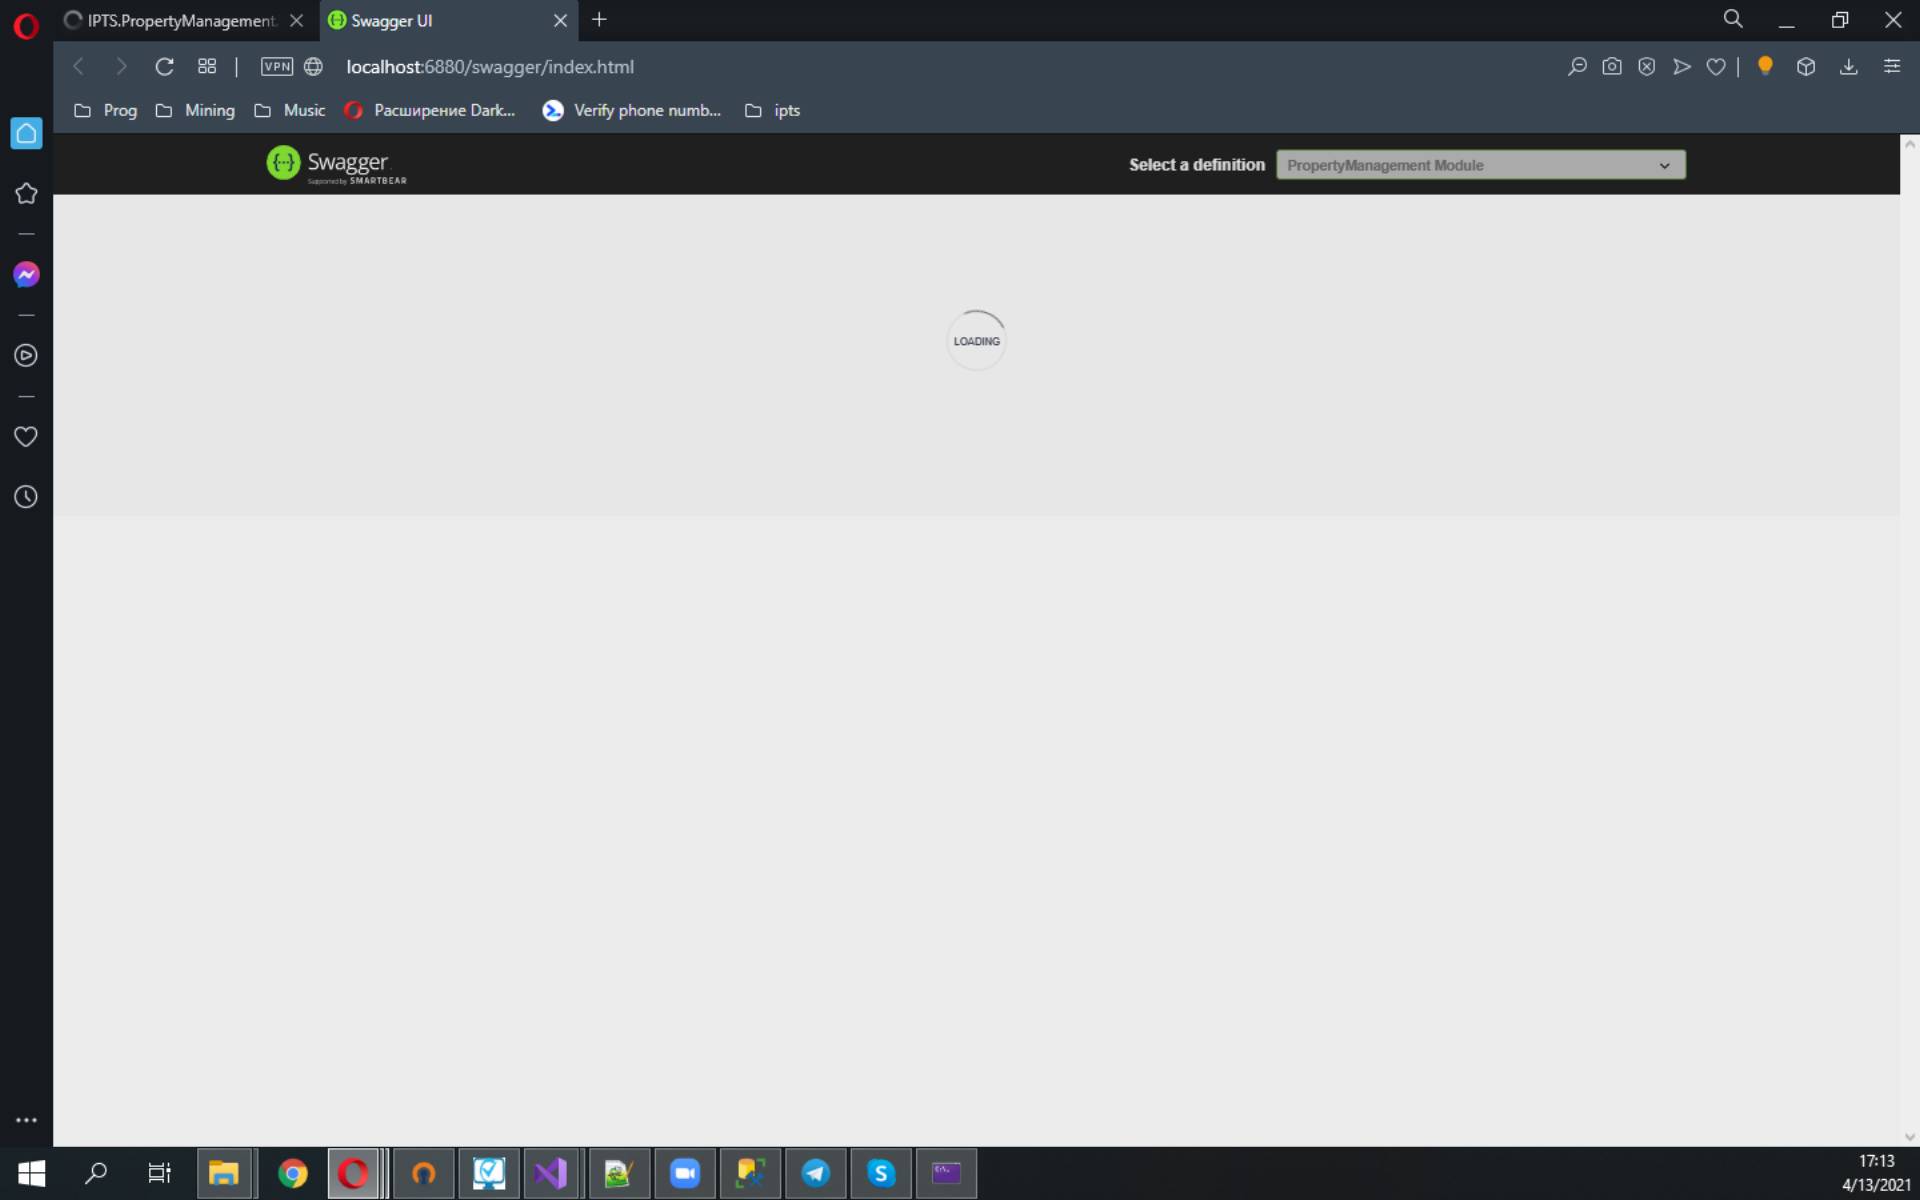 IPTS.PropertyManagement.
Swagger UI
VPN
localhost:6880/swagger/index.html
Prog
Mining
Music
Расширение Dark...
Verify phone numb...
ipts
Swagger
Supported by SMARTBEAR
Select a definition
PropertyManagement Module
LOADING
17:13
4/13/2021